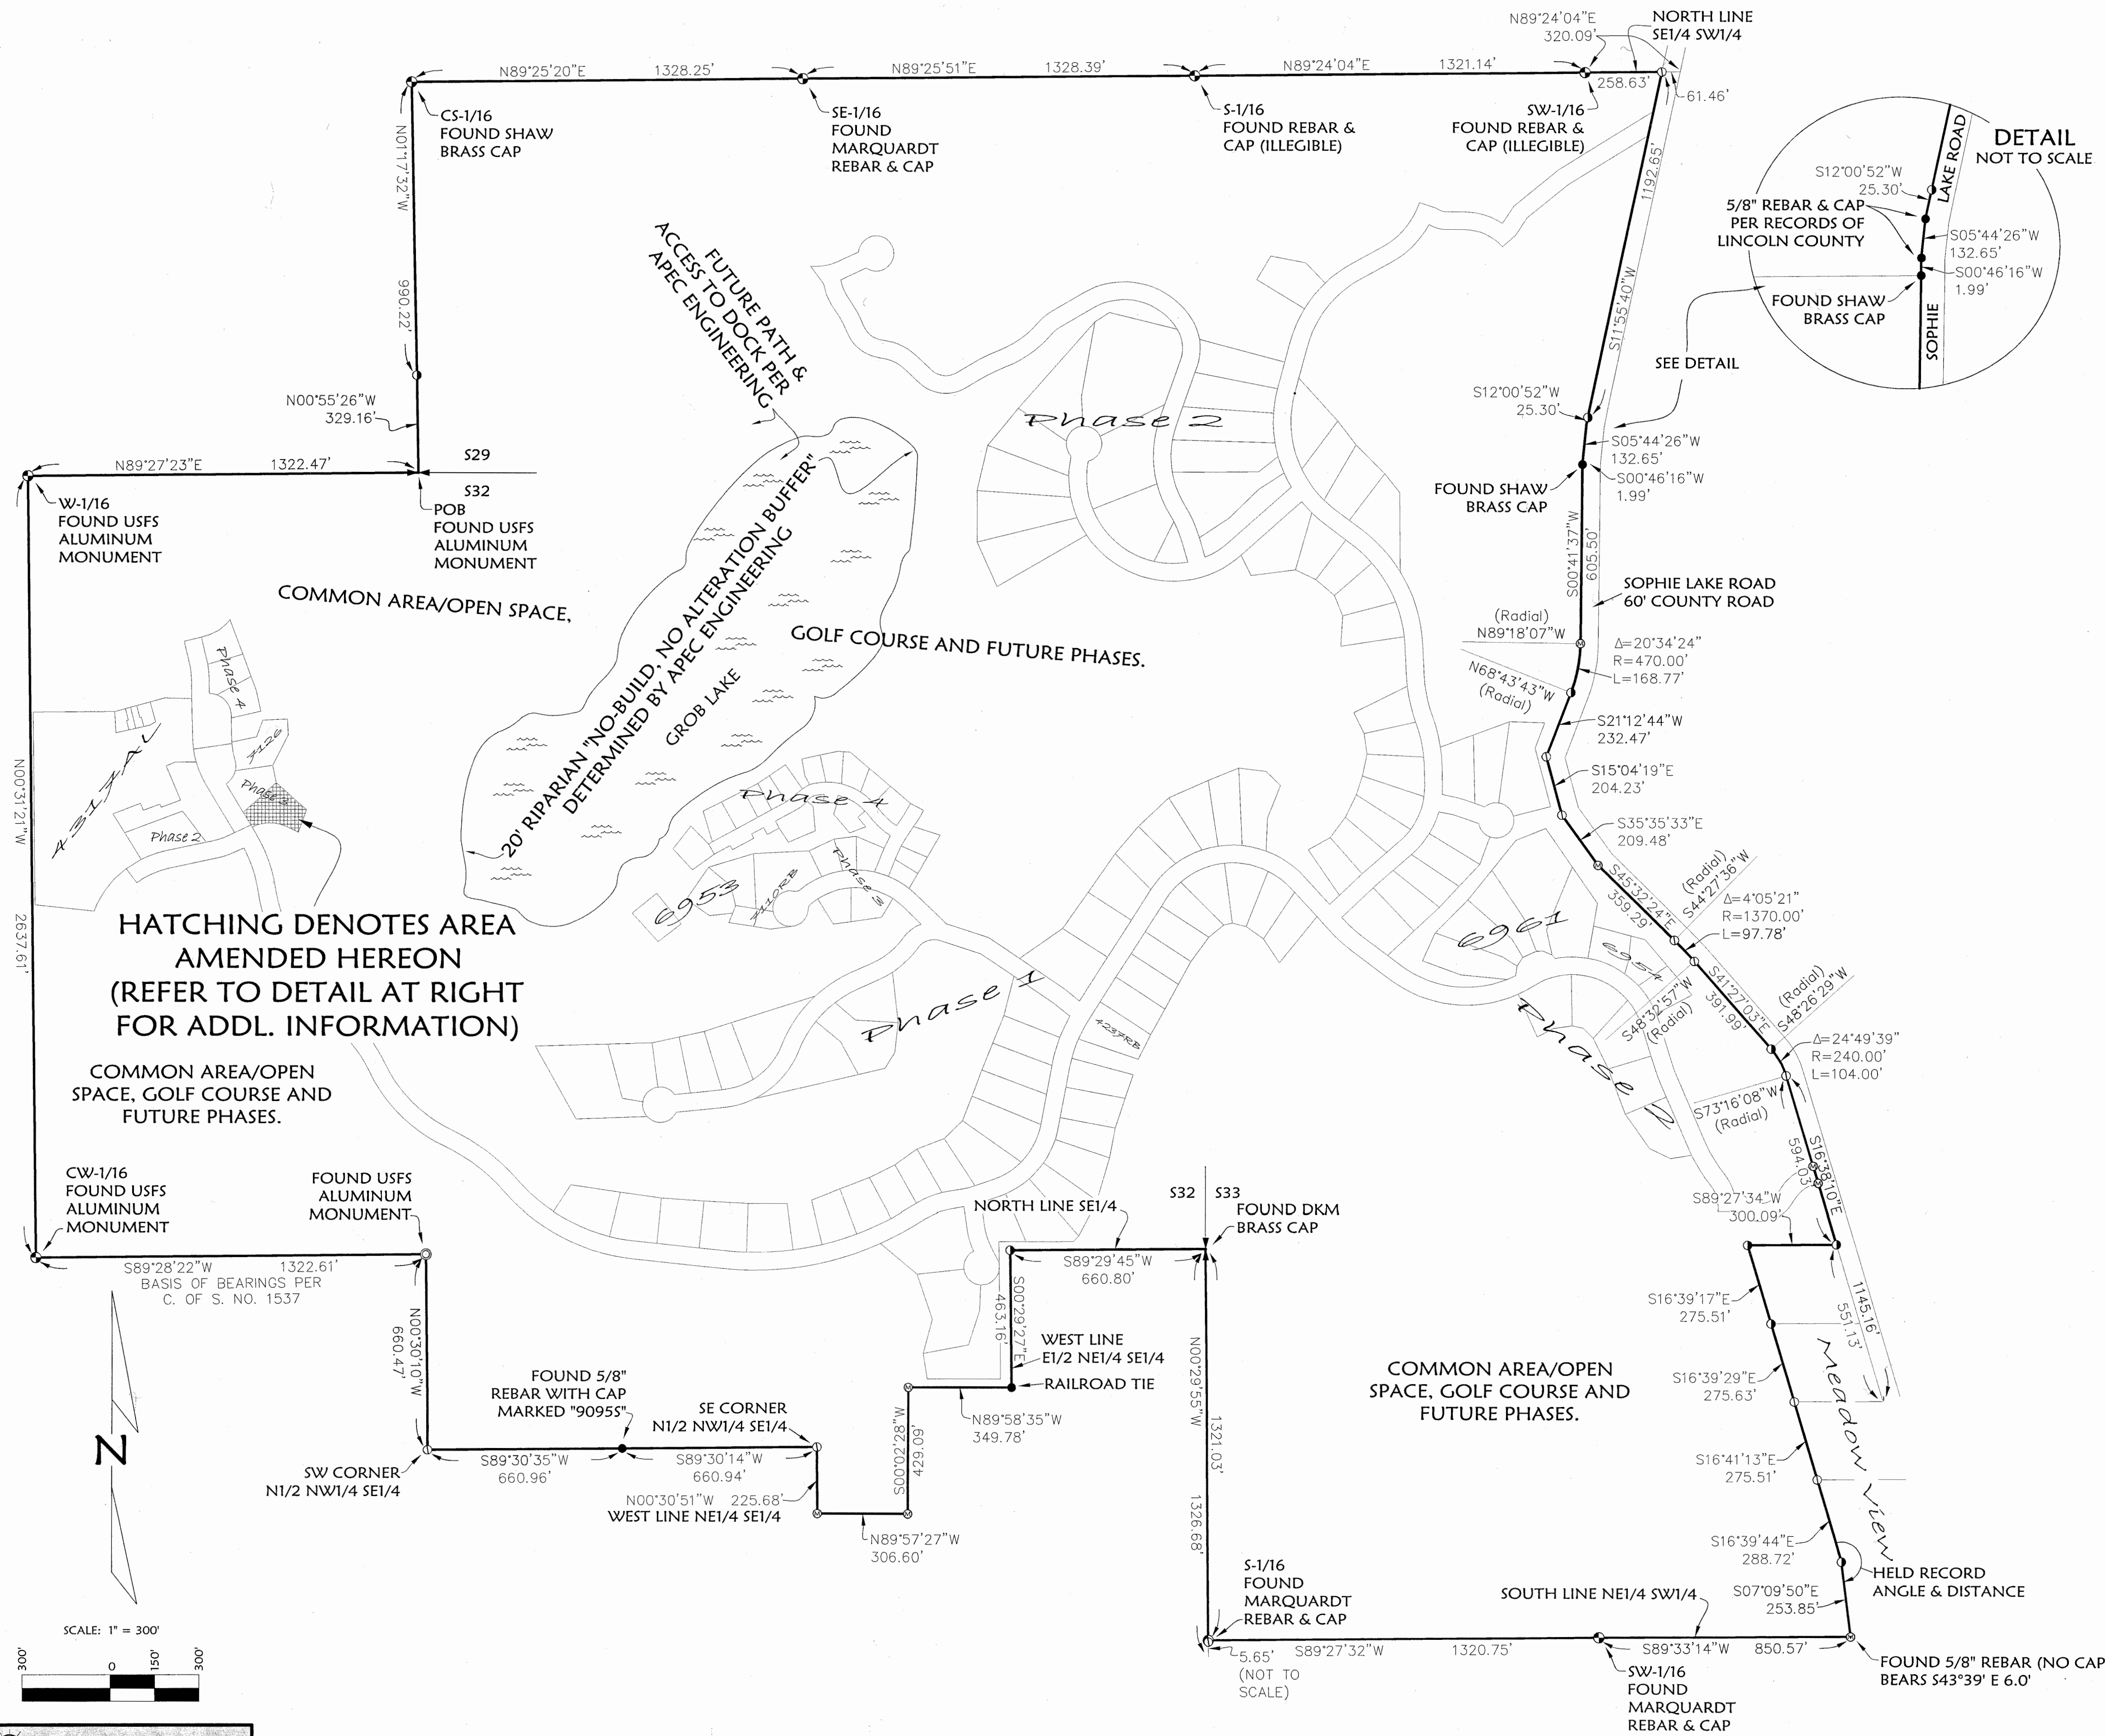 N89°24'04"E
320.09'
NORTH LINE
SE1/4 SW1/4
N89°25'20"E 1328.25'
N89°25'51"E 1328.39'
N89°24'04"E 1321.14'
258.63'
61.46'
CS-1/16
FOUND SHAW
BRASS CAP
SE-1/16
FOUND
MARQUARDT
REBAR & CAP
S-1/16
FOUND REBAR &
CAP (ILLEGIBLE)
SW-1/16
FOUND REBAR &
CAP (ILLEGIBLE)
N01°17'32"W
990.22'
N00°55'26"W
329.16'
N89°27'23"E 1322.47'
S29
S32
W-1/16
FOUND USFS
ALUMINUM
MONUMENT
POB
FOUND USFS
ALUMINUM
MONUMENT
FUTURE PATH &
ACCESS TO DOCK PER
APEC ENGINEERING
Phase 2
1192.65'
S11°55'40"W
DETAIL
NOT TO SCALE
LAKE ROAD
S12°00'52"W
25.30'
5/8" REBAR & CAP
PER RECORDS OF
LINCOLN COUNTY
S05°44'26"W
132.65'
S00°46'16"W
1.99'
FOUND SHAW
BRASS CAP
SOPHIE
SEE DETAIL
S12°00'52"W
25.30'
S05°44'26"W
132.65'
S00°46'16"W
1.99'
FOUND SHAW
BRASS CAP
S00°41'37"W
605.50'
SOPHIE LAKE ROAD
60' COUNTY ROAD
(Radial)
N89°18'07"W
Δ=20°34'24"
R=470.00'
L=168.77'
N68°43'43"W
(Radial)
S21°12'44"W
232.47'
S15°04'19"E
204.23'
S35°35'33"E
209.48'
COMMON AREA/OPEN SPACE,
GOLF COURSE AND FUTURE PHASES.
20' RIPARIAN "NO-BUILD, NO ALTERATION BUFFER"
DETERMINED BY APEC ENGINEERING
GROB LAKE
N00°31'21"W
2637.61'
Phase 4
7126
Phase 3
Phase 2
HATCHING DENOTES AREA
AMENDED HEREON
(REFER TO DETAIL AT RIGHT
FOR ADDL. INFORMATION)
COMMON AREA/OPEN
SPACE, GOLF COURSE AND
FUTURE PHASES.
Phase 4
6953
7110RB
Phase 3
Phase 1
4237RB
6961
6954
Phase 2
S45°32'24"E
359.29'
(Radial)
S44°27'36"W
Δ=4°05'21"
R=1370.00'
L=97.78'
S48°32'57"W
(Radial)
S41°27'03"E
391.99'
(Radial)
S48°26'29"W
Δ=24°49'39"
R=240.00'
L=104.00'
S73°16'08"W
(Radial)
S16°38'10"E
594.03'
S89°27'34"W
300.09'
1145.16'
551.13'
CW-1/16
FOUND USFS
ALUMINUM
MONUMENT
FOUND USFS
ALUMINUM
MONUMENT
S89°28'22"W 1322.61'
BASIS OF BEARINGS PER
C. OF S. NO. 1537
N00°30'10"W
660.47'
SW CORNER
N1/2 NW1/4 SE1/4
FOUND 5/8"
REBAR WITH CAP
MARKED "9095S"
SE CORNER
N1/2 NW1/4 SE1/4
S89°30'35"W
660.96'
S89°30'14"W
660.94'
N00°30'51"W 225.68'
WEST LINE NE1/4 SE1/4
N89°57'27"W
306.60'
S00°02'28"W
429.09'
N89°58'35"W
349.78'
RAILROAD TIE
WEST LINE
E1/2 NE1/4 SE1/4
S00°29'27"E
463.16'
NORTH LINE SE1/4
S89°29'45"W
660.80'
S32 S33
FOUND DKM
BRASS CAP
N00°29'55"W
1321.03'
1326.68'
COMMON AREA/OPEN
SPACE, GOLF COURSE AND
FUTURE PHASES.
S16°39'17"E
275.51'
S16°39'29"E
275.63'
S16°41'13"E
275.51'
S16°39'44"E
288.72'
Meadow View
HELD RECORD
ANGLE & DISTANCE
S07°09'50"E
253.85'
S-1/16
FOUND
MARQUARDT
REBAR & CAP
SOUTH LINE NE1/4 SW1/4
5.65'
(NOT TO
SCALE)
S89°27'32"W 1320.75'
S89°33'14"W 850.57'
SW-1/16
FOUND
MARQUARDT
REBAR & CAP
FOUND 5/8" REBAR (NO CAP
BEARS S43°39' E 6.0'
N
SCALE: 1" = 300'
300' 0 150' 300'